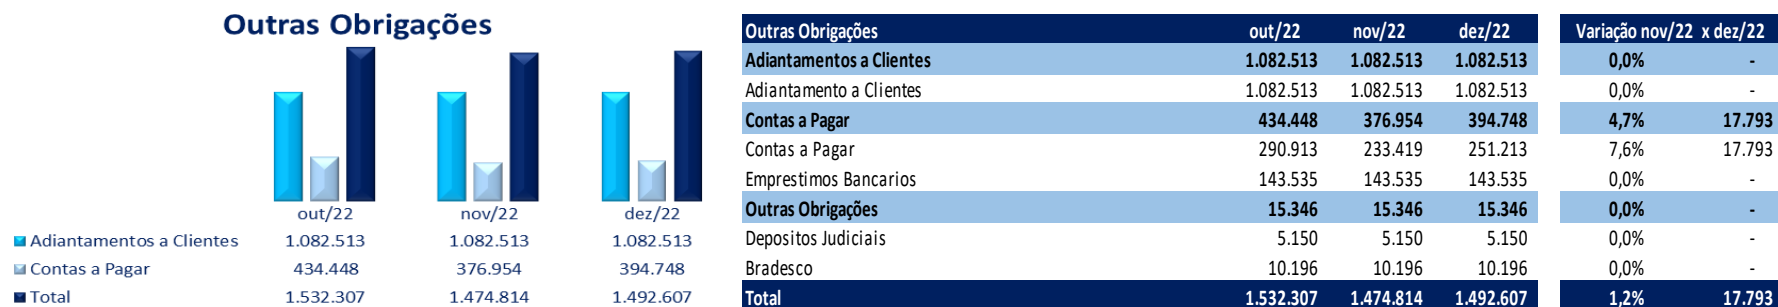 Outras Obrigações
out/22 nov/22 dez/22
Adiantamentos a Clientes 1.082.513 1.082.513 1.082.513
Contas a Pagar 434.448 376.954 394.748
Total 1.532.307 1.474.814 1.492.607
Outras Obrigações out/22 nov/22 dez/22 Variação nov/22 x dez/22
Adiantamentos a Clientes 1.082.513 1.082.513 1.082.513 0,0% -
Adiantamento a Clientes 1.082.513 1.082.513 1.082.513 0,0% -
Contas a Pagar 434.448 376.954 394.748 4,7% 17.793
Contas a Pagar 290.913 233.419 251.213 7,6% 17.793
Emprestimos Bancarios 143.535 143.535 143.535 0,0% -
Outras Obrigações 15.346 15.346 15.346 0,0% -
Depositos Judiciais 5.150 5.150 5.150 0,0% -
Bradesco 10.196 10.196 10.196 0,0% -
Total 1.532.307 1.474.814 1.492.607 1,2% 17.793